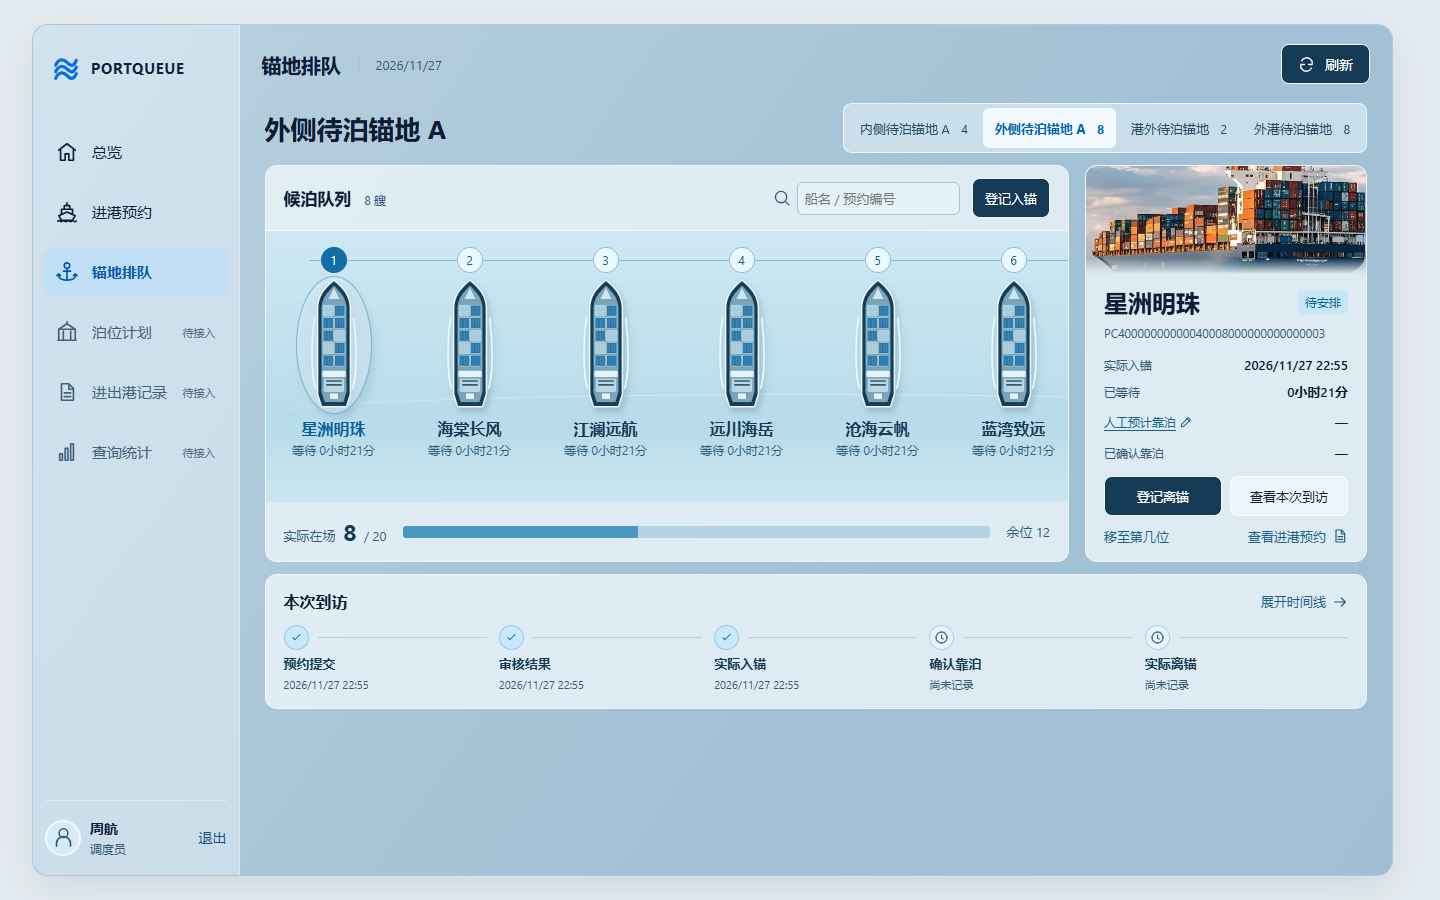 PORTQUEUE
总览
进港预约
锚地排队
泊位计划 待接入
进出港记录 待接入
查询统计 待接入
周航
调度员
退出
锚地排队
2026/11/27
刷新
外侧待泊锚地 A
内侧待泊锚地 A 4
外侧待泊锚地 A 8
港外待泊锚地 2
外港待泊锚地 8
候泊队列 8 艘
船名 / 预约编号
登记入锚
1 2 3 4 5 6
星洲明珠 海棠长风 江澜远航 远川海岳 沧海云帆 蓝湾致远
等待 0小时21分 等待 0小时21分 等待 0小时21分 等待 0小时21分 等待 0小时21分 等待 0小时21分
实际在场 8 / 20
余位 12
星洲明珠
待安排
PC40000000000040008000000000000003
实际入锚 2026/11/27 22:55
已等待 0小时21分
人工预计靠泊 —
已确认靠泊 —
登记离锚
查看本次到访
移至第几位
查看进港预约
本次到访
展开时间线
预约提交 审核结果 实际入锚 确认靠泊 实际离锚
2026/11/27 22:55 2026/11/27 22:55 2026/11/27 22:55 尚未记录 尚未记录